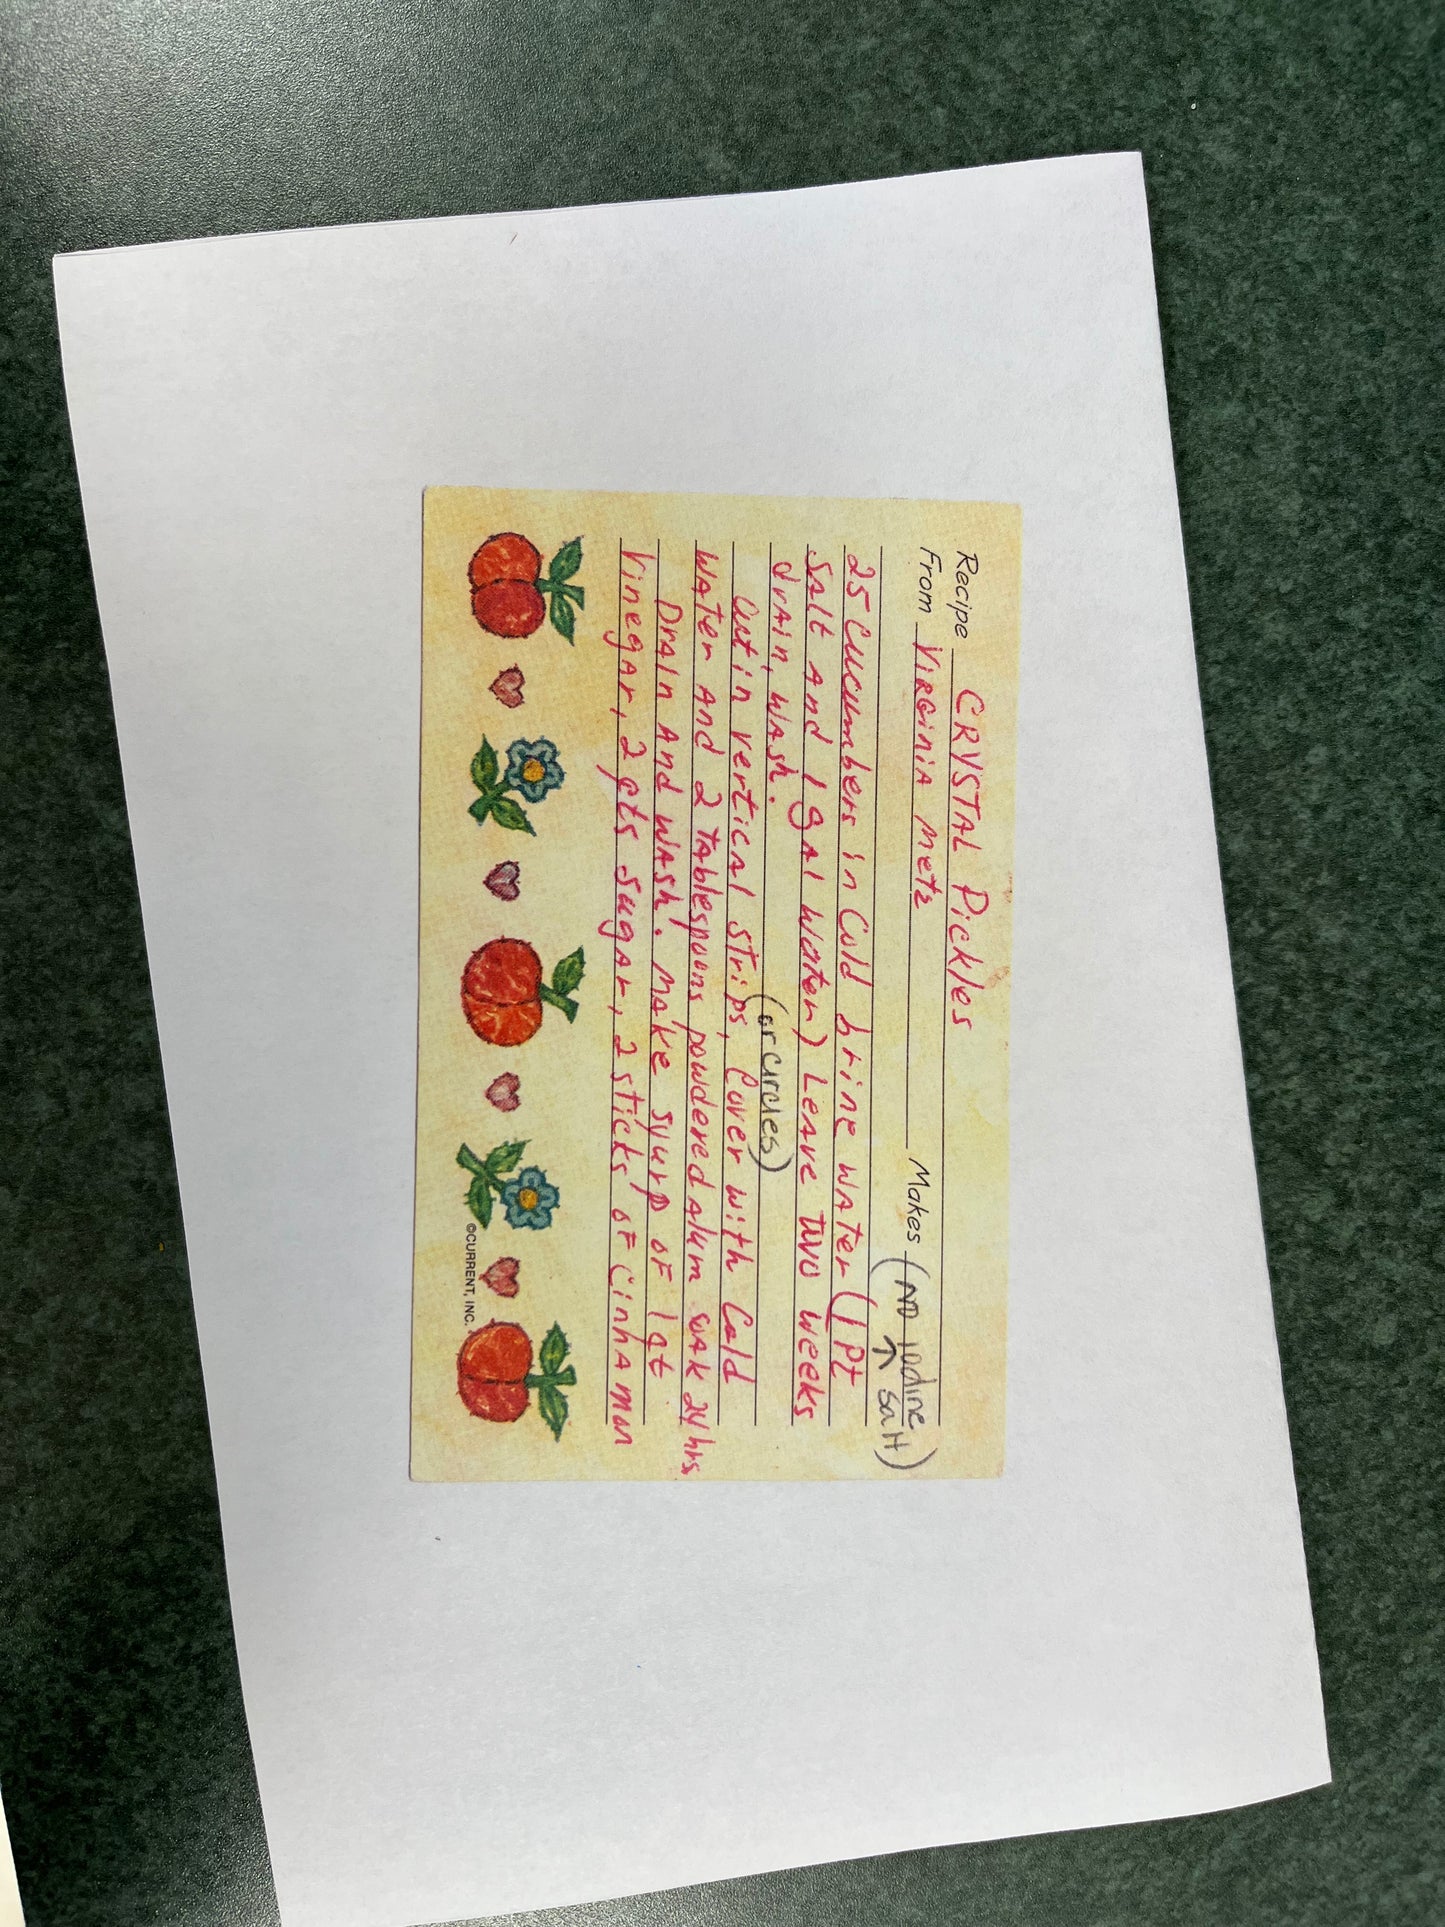 Recipe CRYSTAL Pickles
From VIRGINIA Metz Makes (NO iodine
salt)
25 Cucumbers in Cold brine water (1 Pt
Salt And 1 gal water) Leave two weeks
drain, wash.
(or circles)
Cut in vertical strips, Cover with Cold
water And 2 Tablespoons powdered alum soak 24 hrs.
Drain And wash. Make syurp of 1 qt
Vinegar, 2 qts sugar, 2 sticks of Cinnamon
©CURRENT, INC.